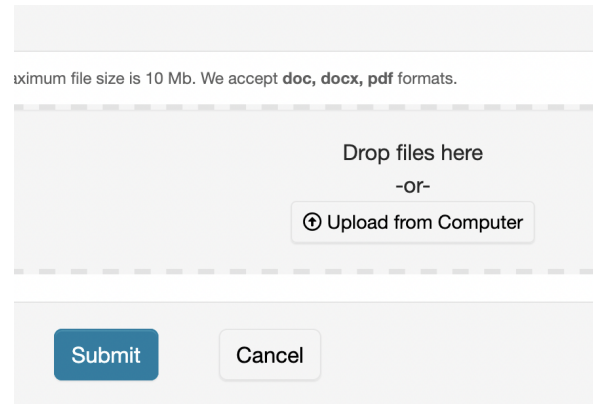 ximum file size is 10 Mb. We accept doc, docx, pdf formats.
Drop files here
-or-
Upload from Computer
Submit
Cancel